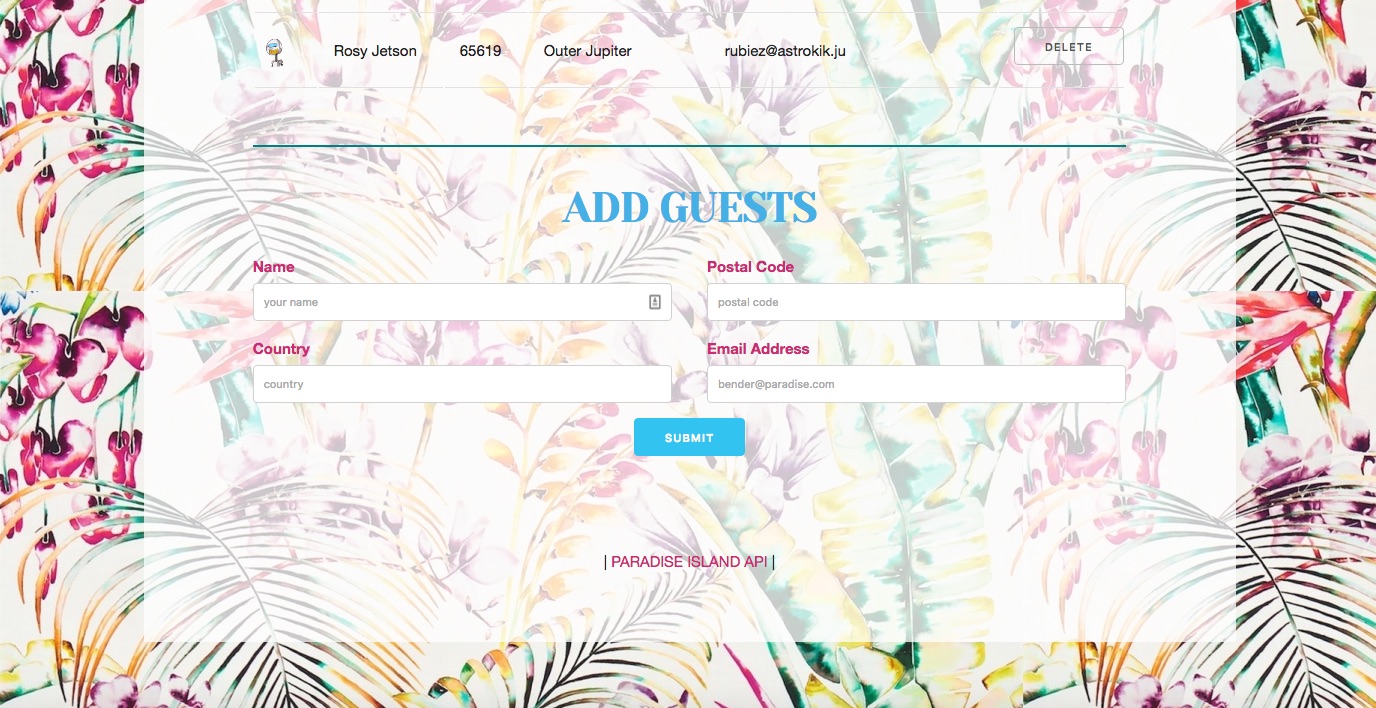 Rosy Jetson 65619 Outer Jupiter rubiez@astrokik.ju DELETE
ADD GUESTS
Name Postal Code
your name postal code
Country Email Address
country bender@paradise.com
SUBMIT
| PARADISE ISLAND API |